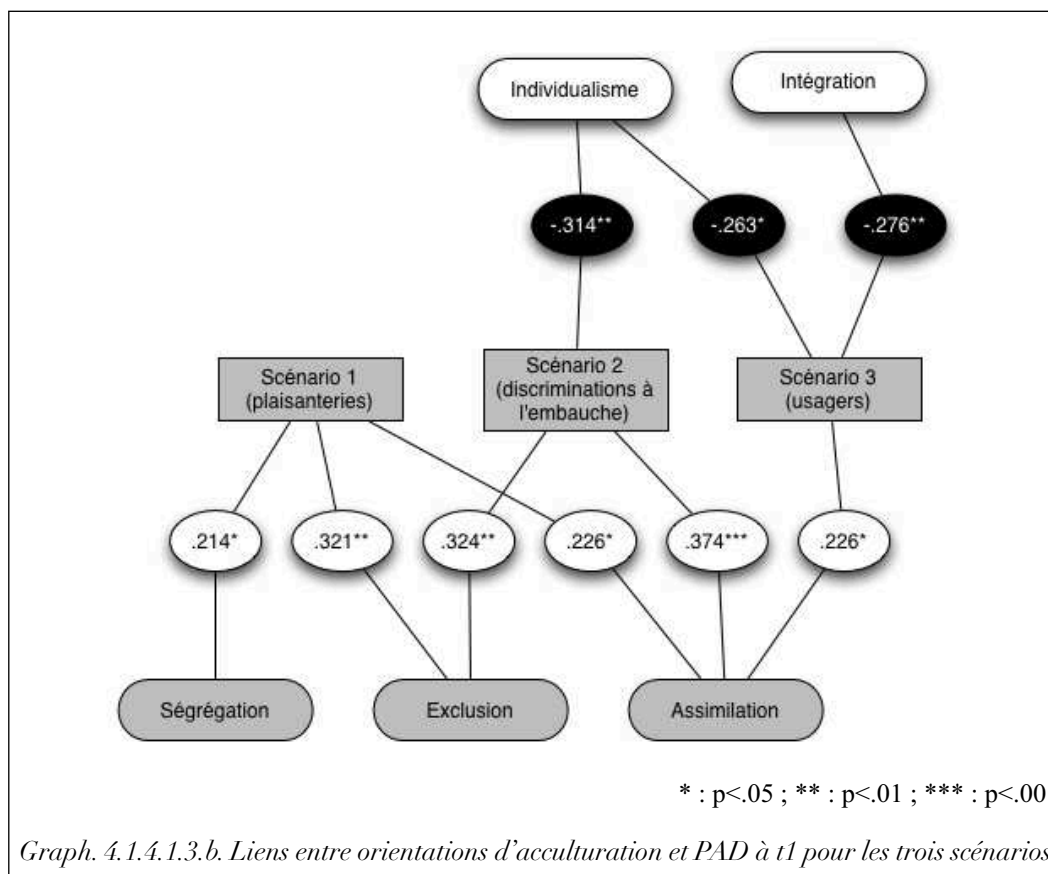 Individualisme
Intégration
-.314**
-.263*
-.276**
Scénario 1
(plaisanteries)
Scénario 2
(discriminations à
l'embauche)
Scénario 3
(usagers)
.214*
.321**
.324**
.226*
.374***
.226*
Ségrégation
Exclusion
Assimilation
* : p<.05 ; ** : p<.01 ; *** : p<.00
Graph. 4.1.4.1.3.b. Liens entre orientations d'acculturation et PAD à t1 pour les trois scénarios